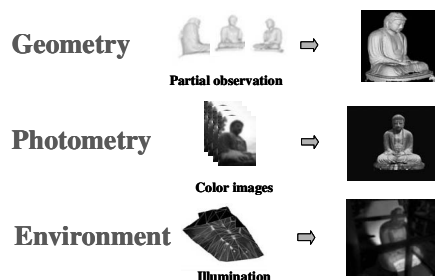 Geometry
Partial observation
Photometry
Color images
Environment
Illumination